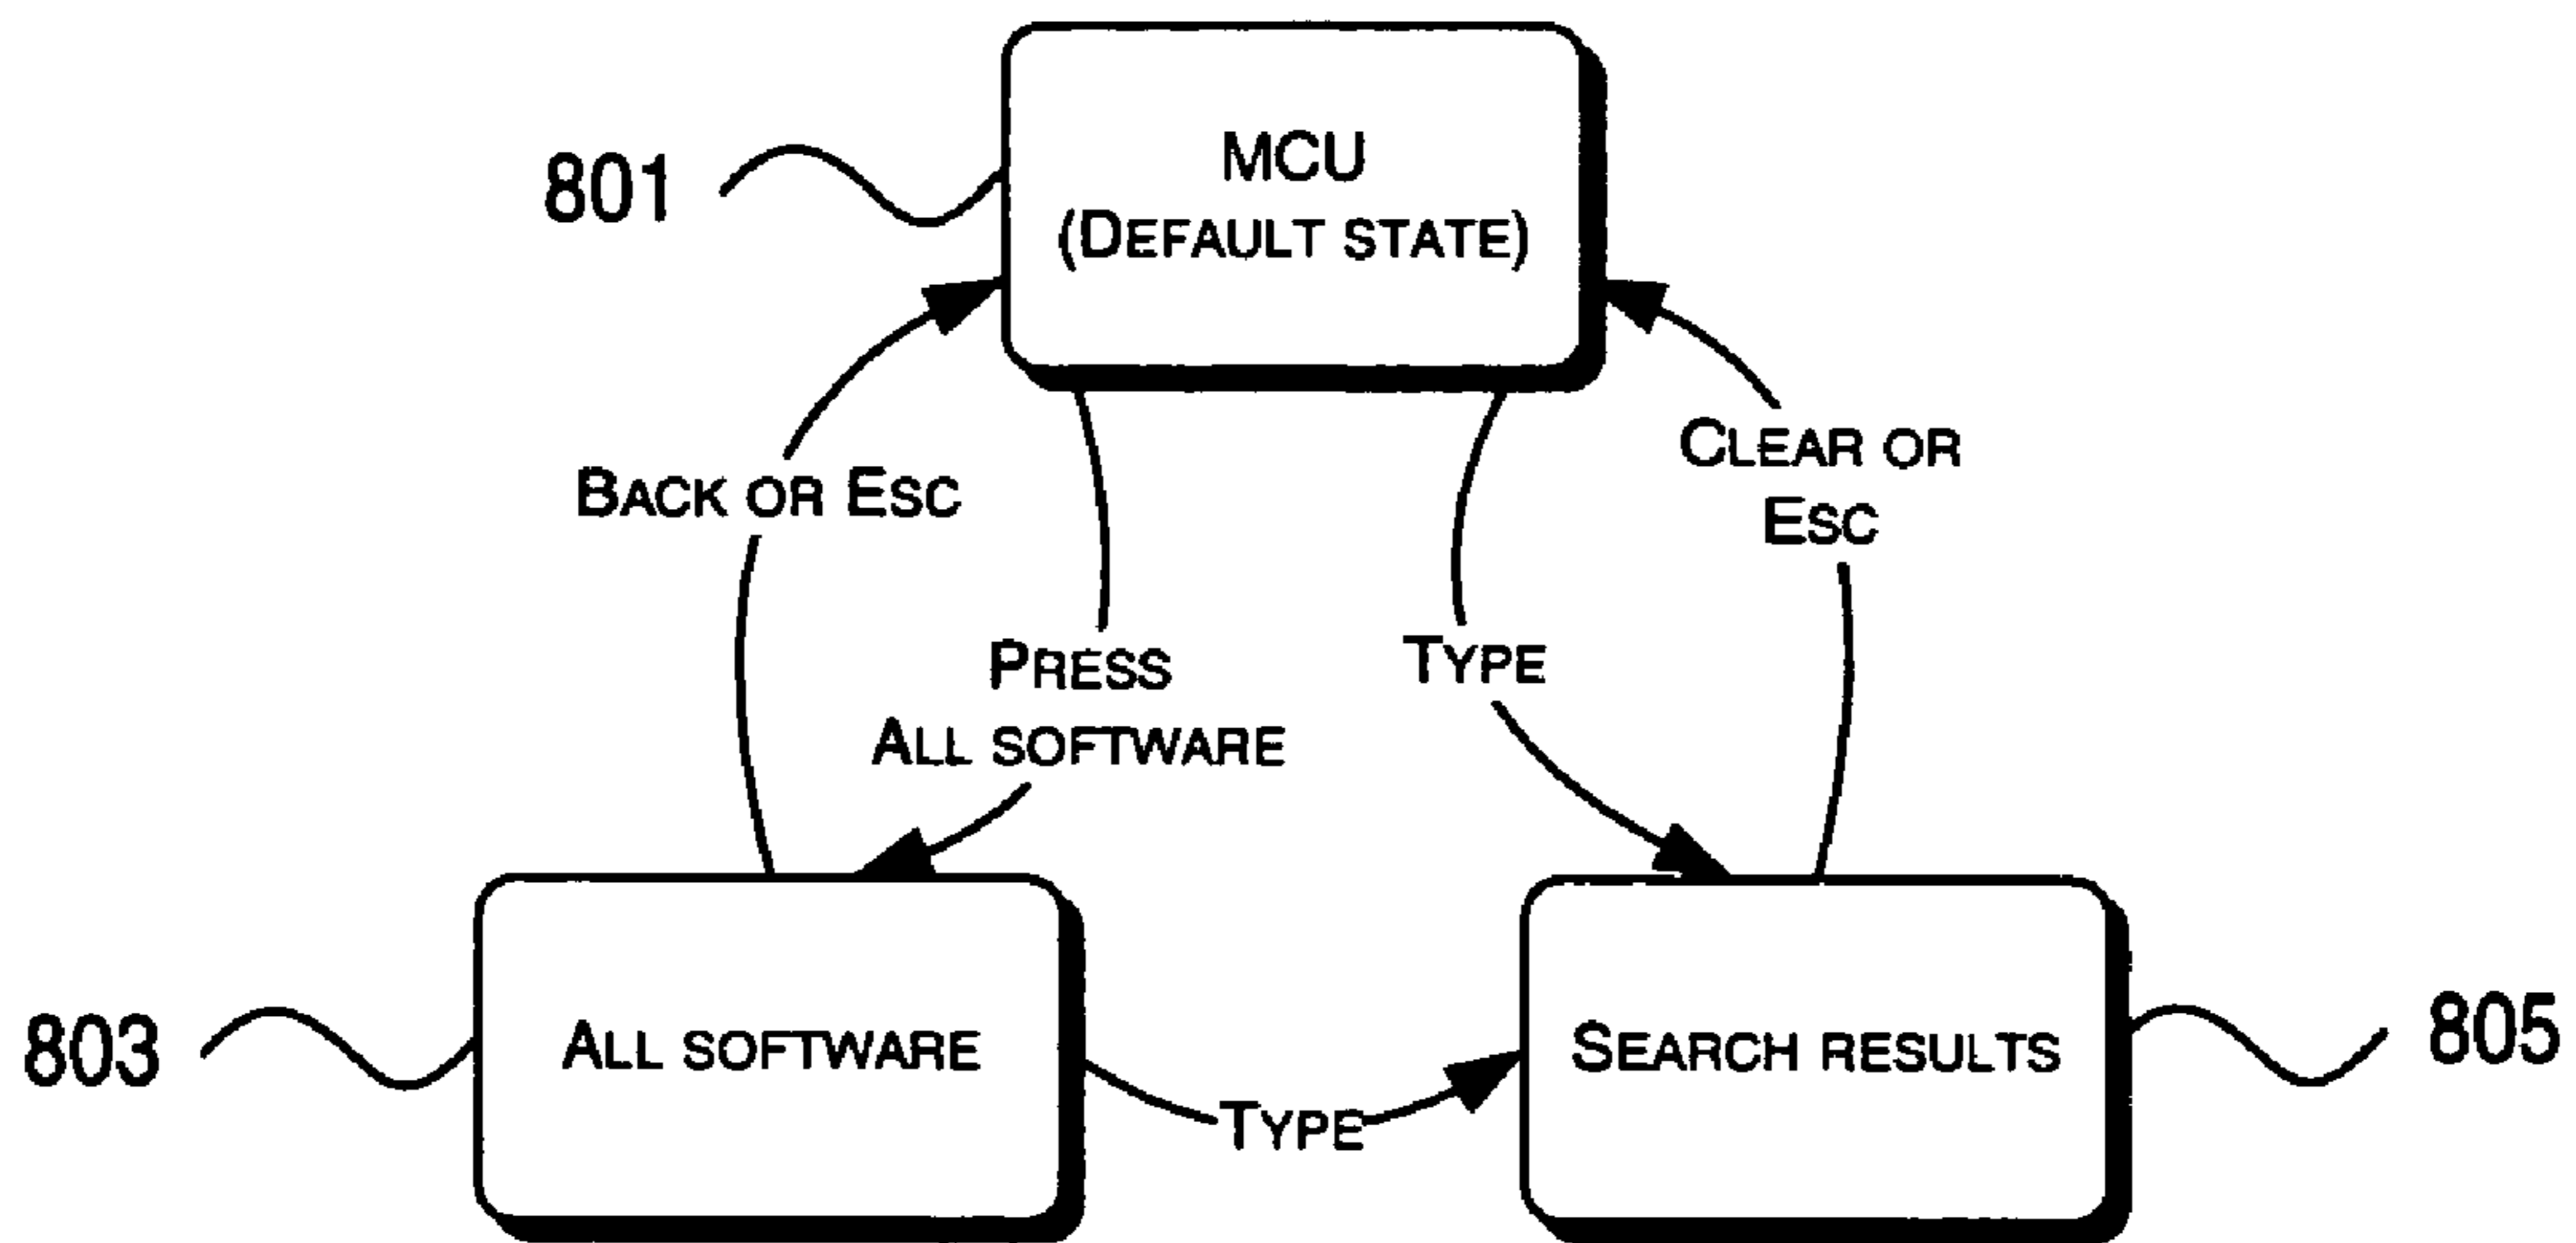 801
MCU
(DEFAULT STATE)
BACK OR ESC
CLEAR OR
ESC
PRESS
ALL SOFTWARE
TYPE
803
ALL SOFTWARE
TYPE
SEARCH RESULTS
805